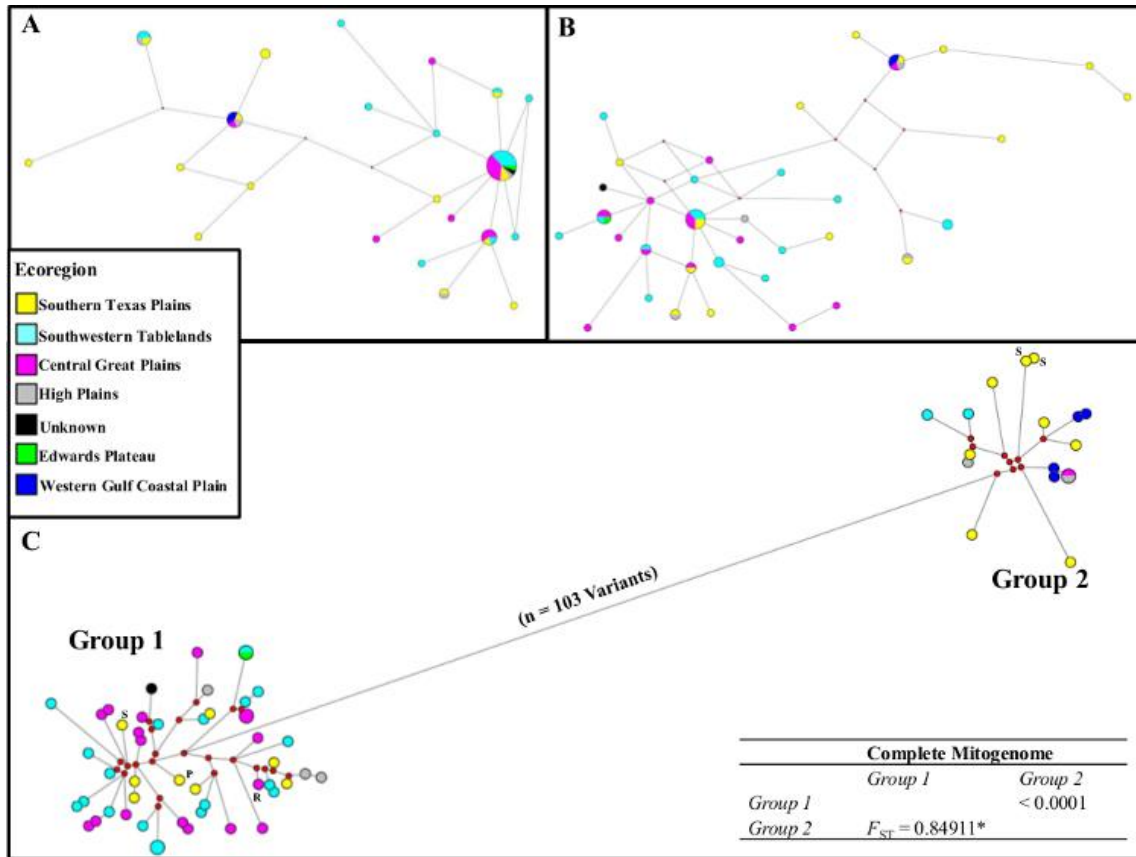 A
B
Ecoregion
Southern Texas Plains
Southwestern Tablelands
Central Great Plains
High Plains
Unknown
Edwards Plateau
Western Gulf Coastal Plain
C
S
S
Group 2
(n = 103 Variants)
Group 1
S
P
R
Complete Mitogenome
Group 1 Group 2
Group 1 < 0.0001
Group 2 FST = 0.84911*